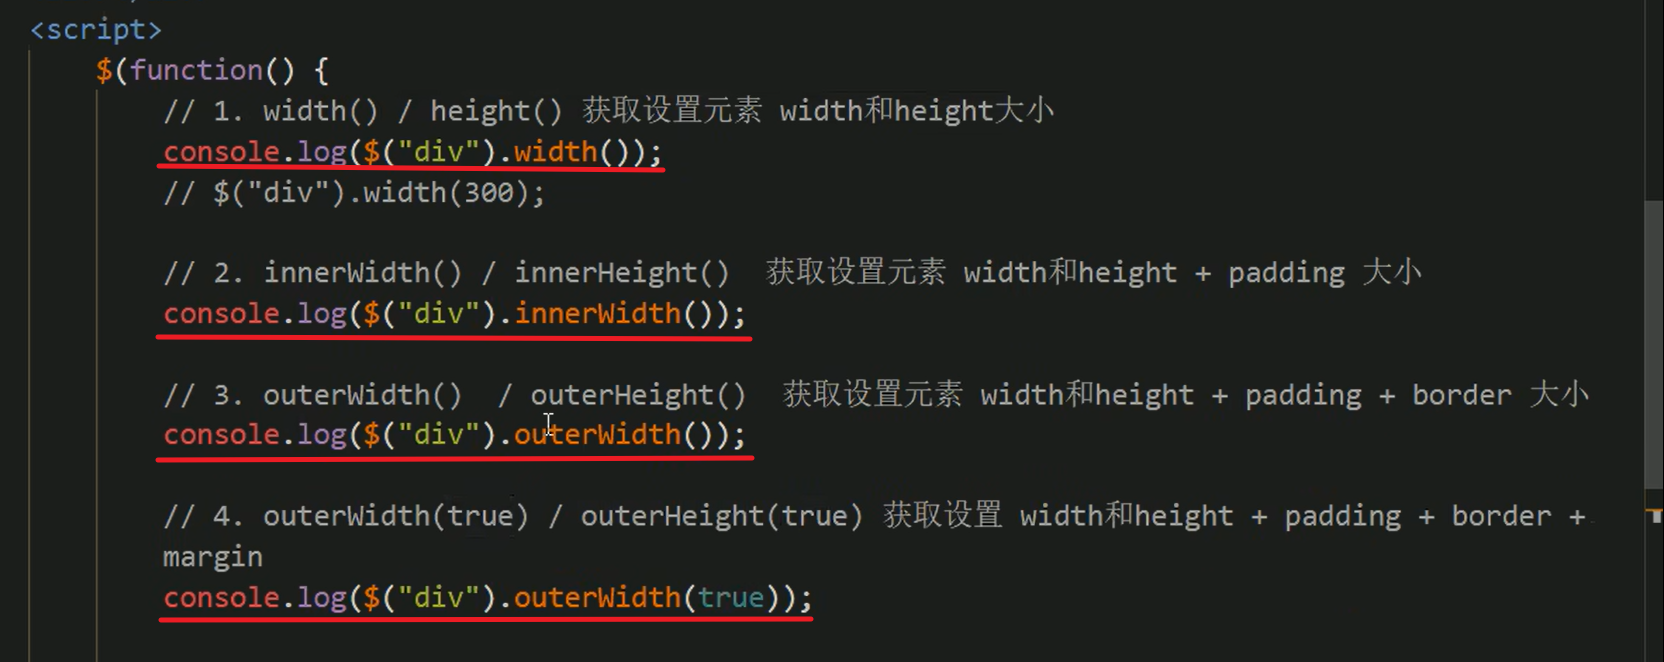 <script>
$(function() {
// 1. width() / height() 获取设置元素 width和height大小
console.log($("div").width());
// $("div").width(300);
// 2. innerWidth() / innerHeight()  获取设置元素 width和height + padding 大小
console.log($("div").innerWidth());
// 3. outerWidth()  / outerHeight()  获取设置元素 width和height + padding + border 大小
console.log($("div").outerWidth());
// 4. outerWidth(true) / outerHeight(true) 获取设置 width和height + padding + border +
margin
console.log($("div").outerWidth(true));